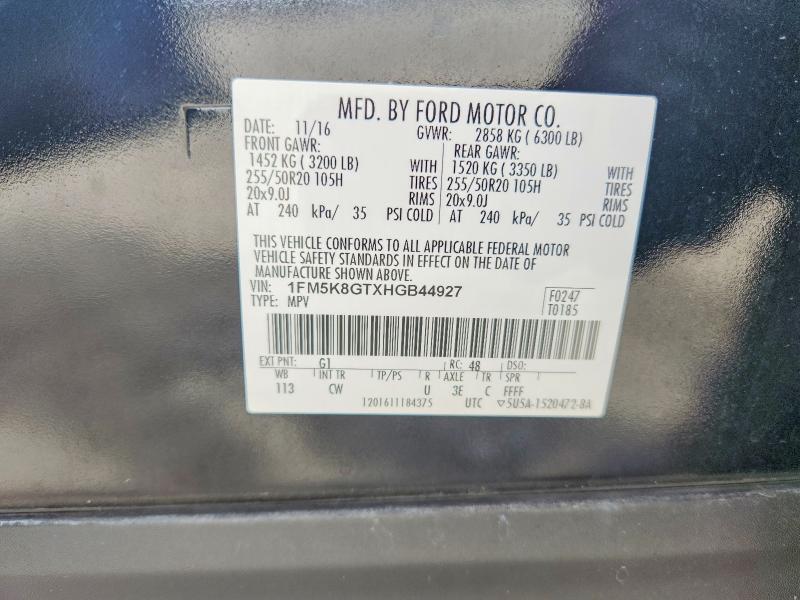 MFD. BY FORD MOTOR CO.
DATE: 11/16 GVWR: 2858 KG ( 6300 LB)
FRONT GAWR: REAR GAWR:
1452 KG ( 3200 LB) WITH 1520 KG ( 3350 LB) WITH
255/50R20 105H TIRES 255/50R20 105H TIRES
20x9.0J RIMS 20x9.0J RIMS
AT 240 kPa/ 35 PSI COLD AT 240 kPa/ 35 PSI COLD
THIS VEHICLE CONFORMS TO ALL APPLICABLE FEDERAL MOTOR
VEHICLE SAFETY STANDARDS IN EFFECT ON THE DATE OF
MANUFACTURE SHOWN ABOVE.
VIN: 1FM5K8GTXHGB44927 F0247
TYPE: MPV T0185
EXT PNT: G1 RC: 48 DSO:
WB INT TR TP/PS R AXLE TR SPR
113 CW U 3E C FFFF
1201611184375 UTC ▽5U5A-1520472-BA